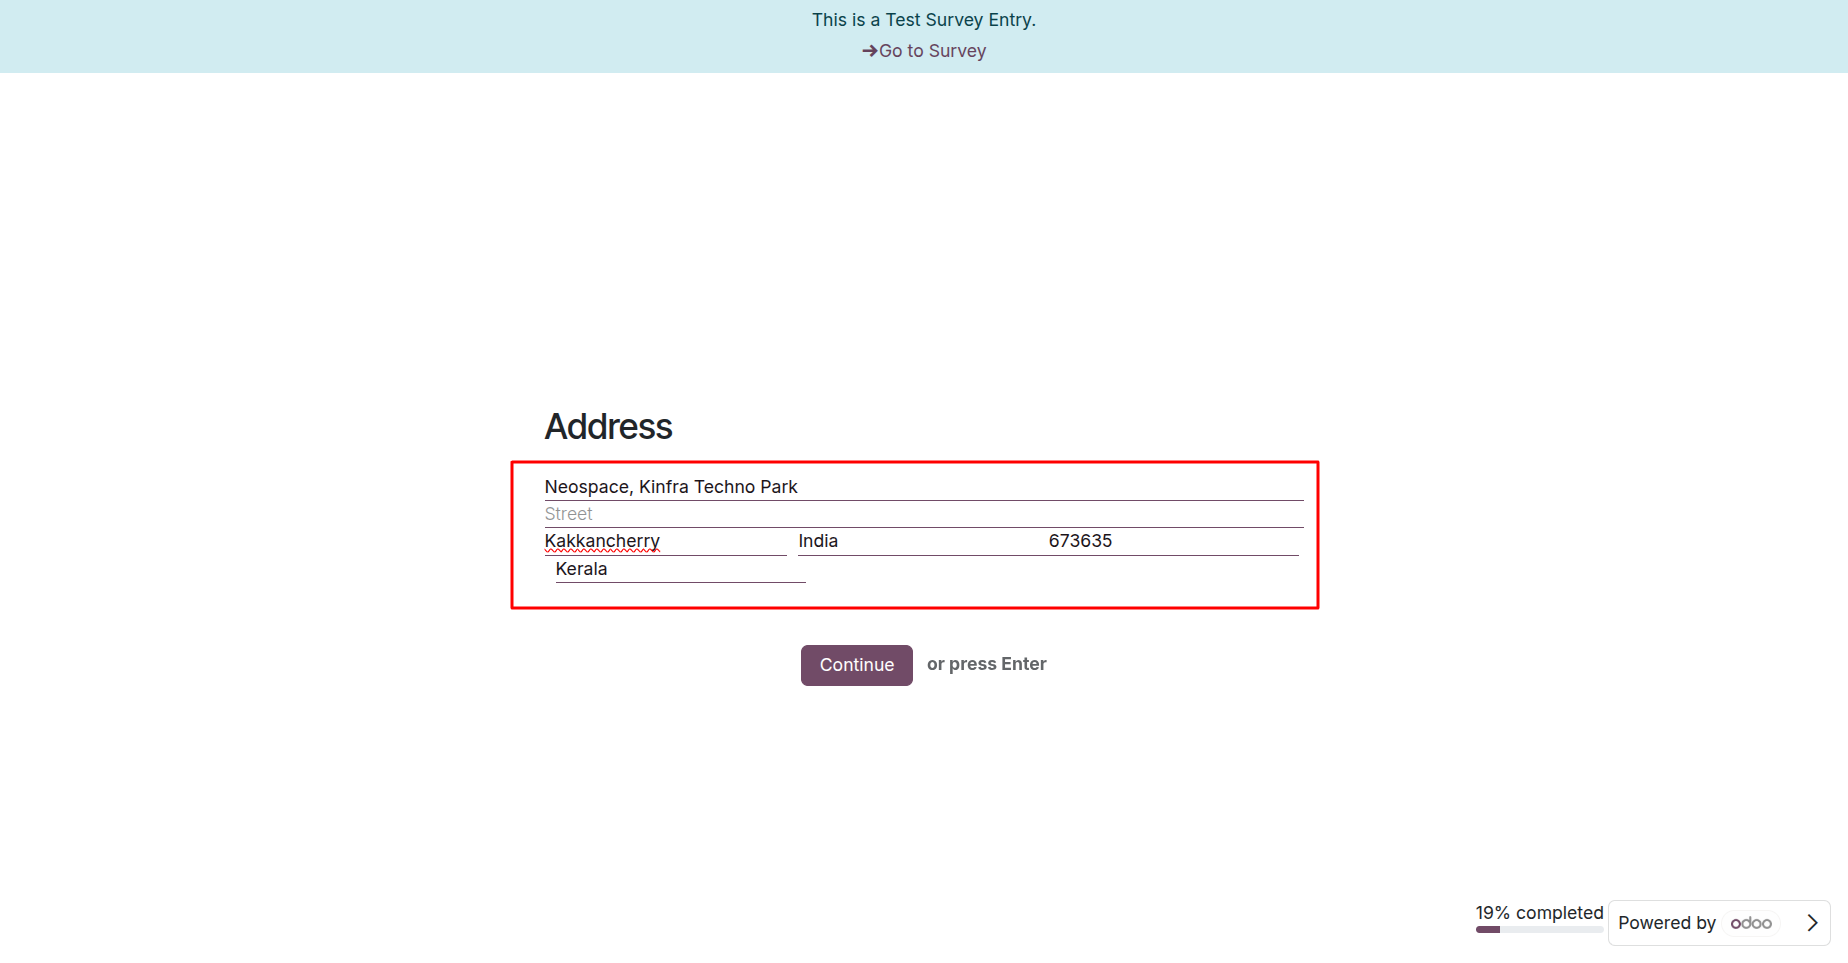 This is a Test Survey Entry.
→Go to Survey
Address
Neospace, Kinfra Techno Park
Street
Kakkancherry India 673635
Kerala
Continue or press Enter
19% completed
Powered by odoo